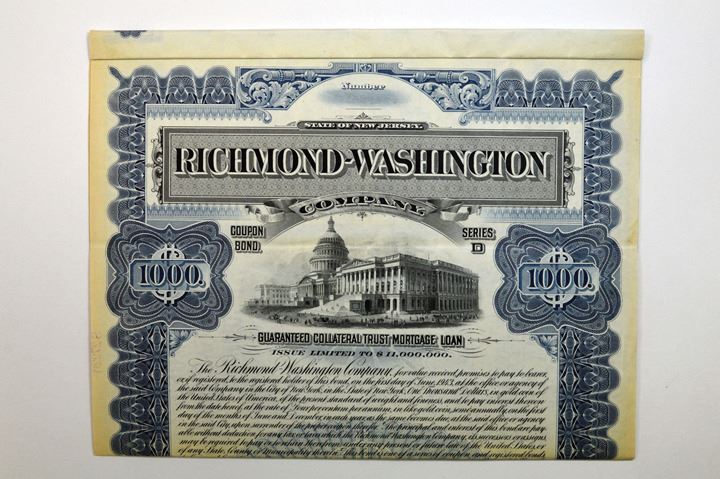 Number
STATE OF NEW JERSEY.
RICHMOND-WASHINGTON
COMPANY
COUPON BOND
SERIES D
1000.
1000.
GUARANTEED COLLATERAL TRUST MORTGAGE LOAN
ISSUE LIMITED TO $11,000,000.
The Richmond-Washington Company, for value received, promises to pay to bearer,
or, if registered, to the registered holder of this bond, on the first day of June, 1943, at the office or agency of
the said Company in the City of New York, in the State of New York, One Thousand Dollars, in gold coin of
the United States of America, of the present standard of weight and fineness, and to pay interest thereon
from the date hereof, at the rate of Four per centum per annum, in like gold coin, semi-annually, on the first
day of the months of June and December in each year, as the same becomes due, at the said office or agency
in the said City, upon surrender of the coupons therefor. The principal and interest of this bond are pay-
able without deduction for any tax or taxes which the Richmond Washington Company, its successors or assigns
may be required to pay or retain therefrom under any present or future law of the United States, or
of any State, County, or Municipality therein. This bond is one of a series of coupon and registered bonds